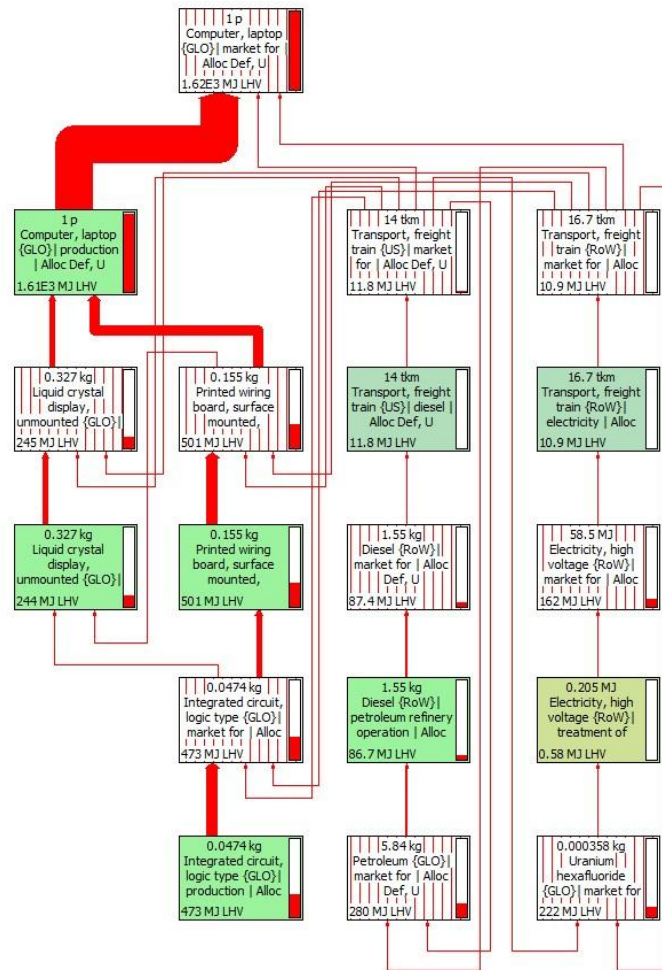 1 p
Computer, laptop
{GLO}| market for |
Alloc Def, U
1.62E3 MJ LHV
1 p
Computer, laptop
{GLO}| production
| Alloc Def, U
1.61E3 MJ LHV
14 tkm
Transport, freight
train {US}| market
for | Alloc Def, U
11.8 MJ LHV
16.7 tkm
Transport, freight
train {RoW}|
market for | Alloc
10.9 MJ LHV
0.327 kg
Liquid crystal
display,
unmounted {GLO}|
245 MJ LHV
0.155 kg
Printed wiring
board, surface
mounted,
501 MJ LHV
14 tkm
Transport, freight
train {US}| diesel |
Alloc Def, U
11.8 MJ LHV
16.7 tkm
Transport, freight
train {RoW}|
electricity | Alloc
10.9 MJ LHV
0.327 kg
Liquid crystal
display,
unmounted {GLO}|
244 MJ LHV
0.155 kg
Printed wiring
board, surface
mounted,
501 MJ LHV
1.55 kg
Diesel {RoW}|
market for | Alloc
Def, U
87.4 MJ LHV
58.5 MJ
Electricity, high
voltage {RoW}|
market for | Alloc
162 MJ LHV
0.0474 kg
Integrated circuit,
logic type {GLO}|
market for | Alloc
473 MJ LHV
1.55 kg
Diesel {RoW}|
petroleum refinery
operation | Alloc
86.7 MJ LHV
0.205 MJ
Electricity, high
voltage {RoW}|
treatment of
0.58 MJ LHV
0.0474 kg
Integrated circuit,
logic type {GLO}|
production | Alloc
473 MJ LHV
5.84 kg
Petroleum {GLO}|
market for | Alloc
Def, U
280 MJ LHV
0.000358 kg
Uranium
hexafluoride
{GLO}| market for
222 MJ LHV